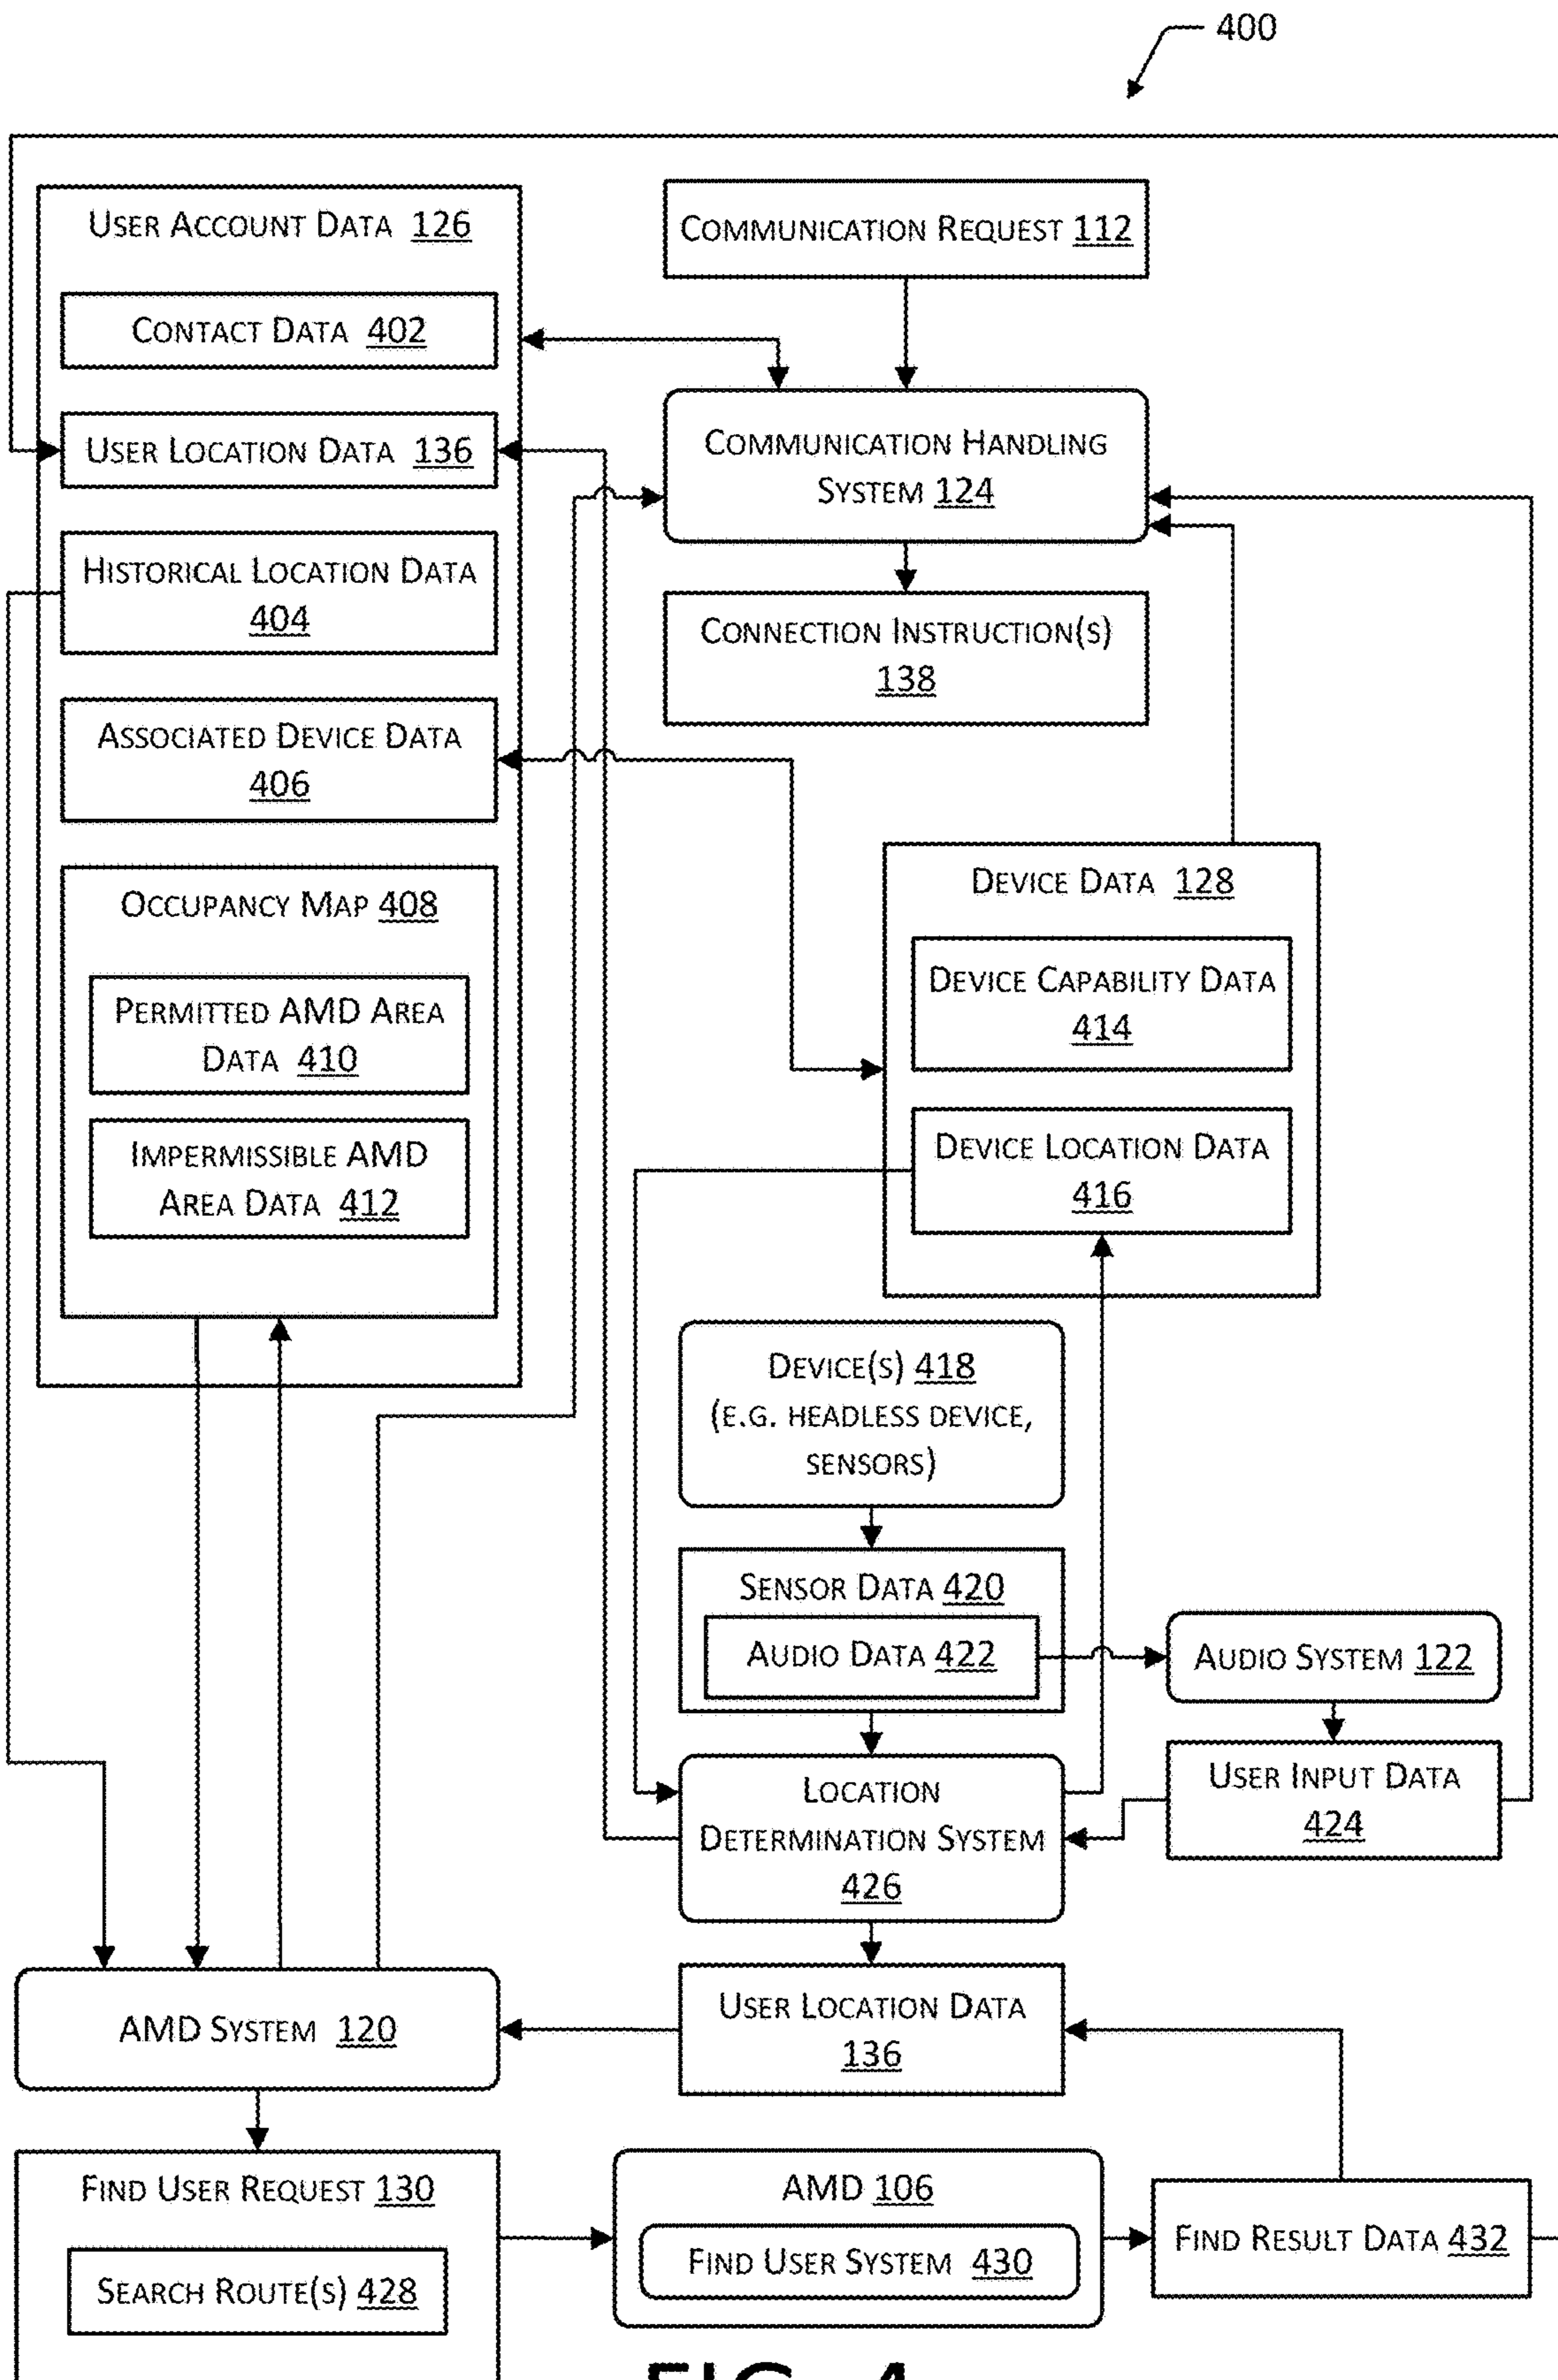 400
USER ACCOUNT DATA 126
CONTACT DATA 402
USER LOCATION DATA 136
HISTORICAL LOCATION DATA
404
ASSOCIATED DEVICE DATA
406
OCCUPANCY MAP 408
PERMITTED AMD AREA
DATA 410
IMPERMISSIBLE AMD
AREA DATA 412
COMMUNICATION REQUEST 112
COMMUNICATION HANDLING
SYSTEM 124
CONNECTION INSTRUCTION(S)
138
DEVICE DATA 128
DEVICE CAPABILITY DATA
414
DEVICE LOCATION DATA
416
DEVICE(S) 418
(E.G. HEADLESS DEVICE,
SENSORS)
SENSOR DATA 420
AUDIO DATA 422
AUDIO SYSTEM 122
USER INPUT DATA
424
LOCATION
DETERMINATION SYSTEM
426
USER LOCATION DATA
136
AMD SYSTEM 120
FIND USER REQUEST 130
SEARCH ROUTE(S) 428
AMD 106
FIND USER SYSTEM 430
FIND RESULT DATA 432
FIG. 4